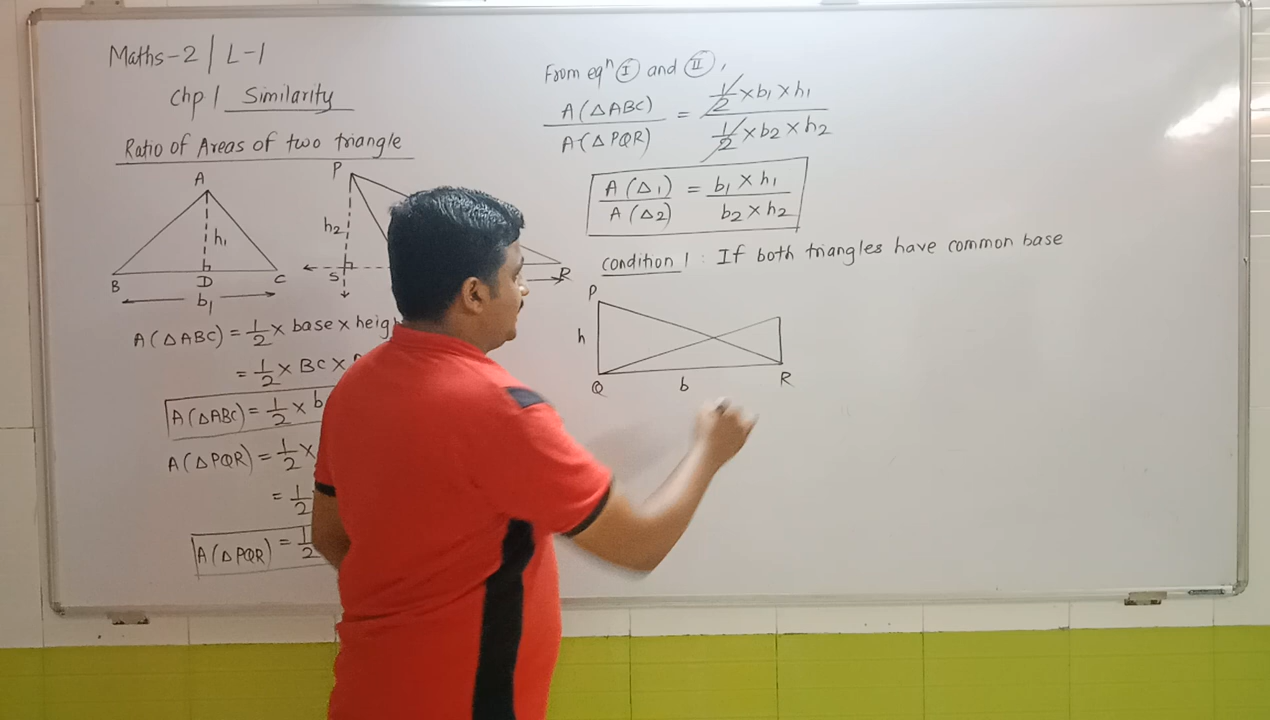 Maths-2 | L-1
Chp 1 Similarity
Ratio of Areas of two triangle
A
h1
B D C
b1
P
h2
S R
A(△ABC) = 1/2 × base × heig
= 1/2 × BC ×
A(△ABC) = 1/2 × b
A(△PQR) = 1/2 ×
= 1/2
A(△PQR) = 1/2
From eqn I and II,
A(△ABC) / A(△PQR) = 1/2 × b1 × h1 / 1/2 × b2 × h2
A(△1) / A(△2) = b1 × h1 / b2 × h2
condition 1 : If both triangles have common base
P
h
Q b R